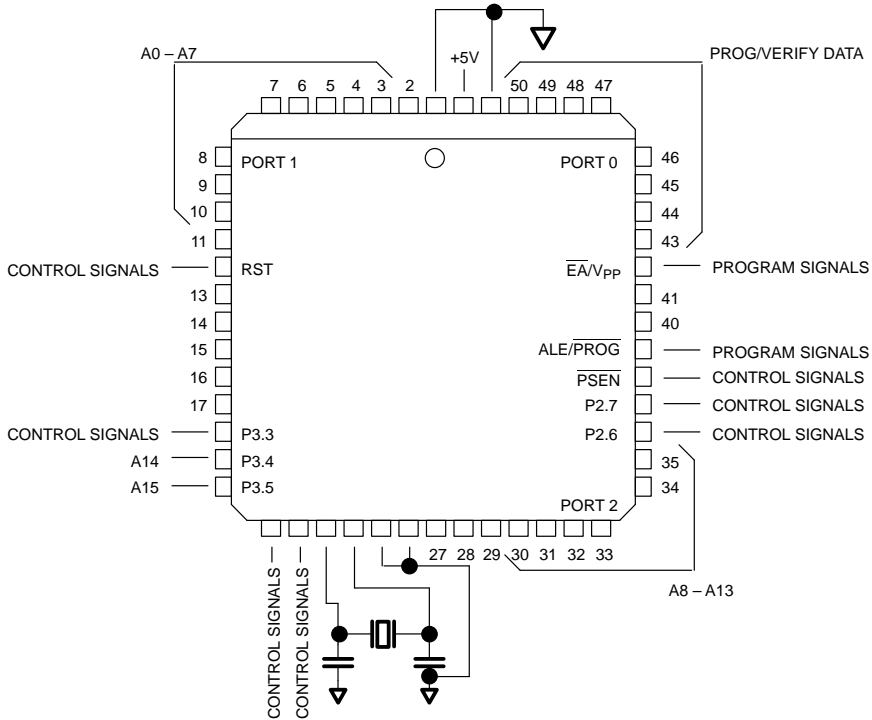 A0 – A7
+5V
PROG/VERIFY DATA
7 6 5 4 3 2 50 49 48 47
8 PORT 1 PORT 0 46
9 45
10 44
11 43
CONTROL SIGNALS RST EA/VPP PROGRAM SIGNALS
13 41
14 40
15 ALE/PROG PROGRAM SIGNALS
16 PSEN CONTROL SIGNALS
17 P2.7 CONTROL SIGNALS
CONTROL SIGNALS P3.3 P2.6 CONTROL SIGNALS
A14 P3.4 35
A15 P3.5 34
PORT 2
27 28 29 30 31 32 33
A8 – A13
CONTROL SIGNALS
CONTROL SIGNALS